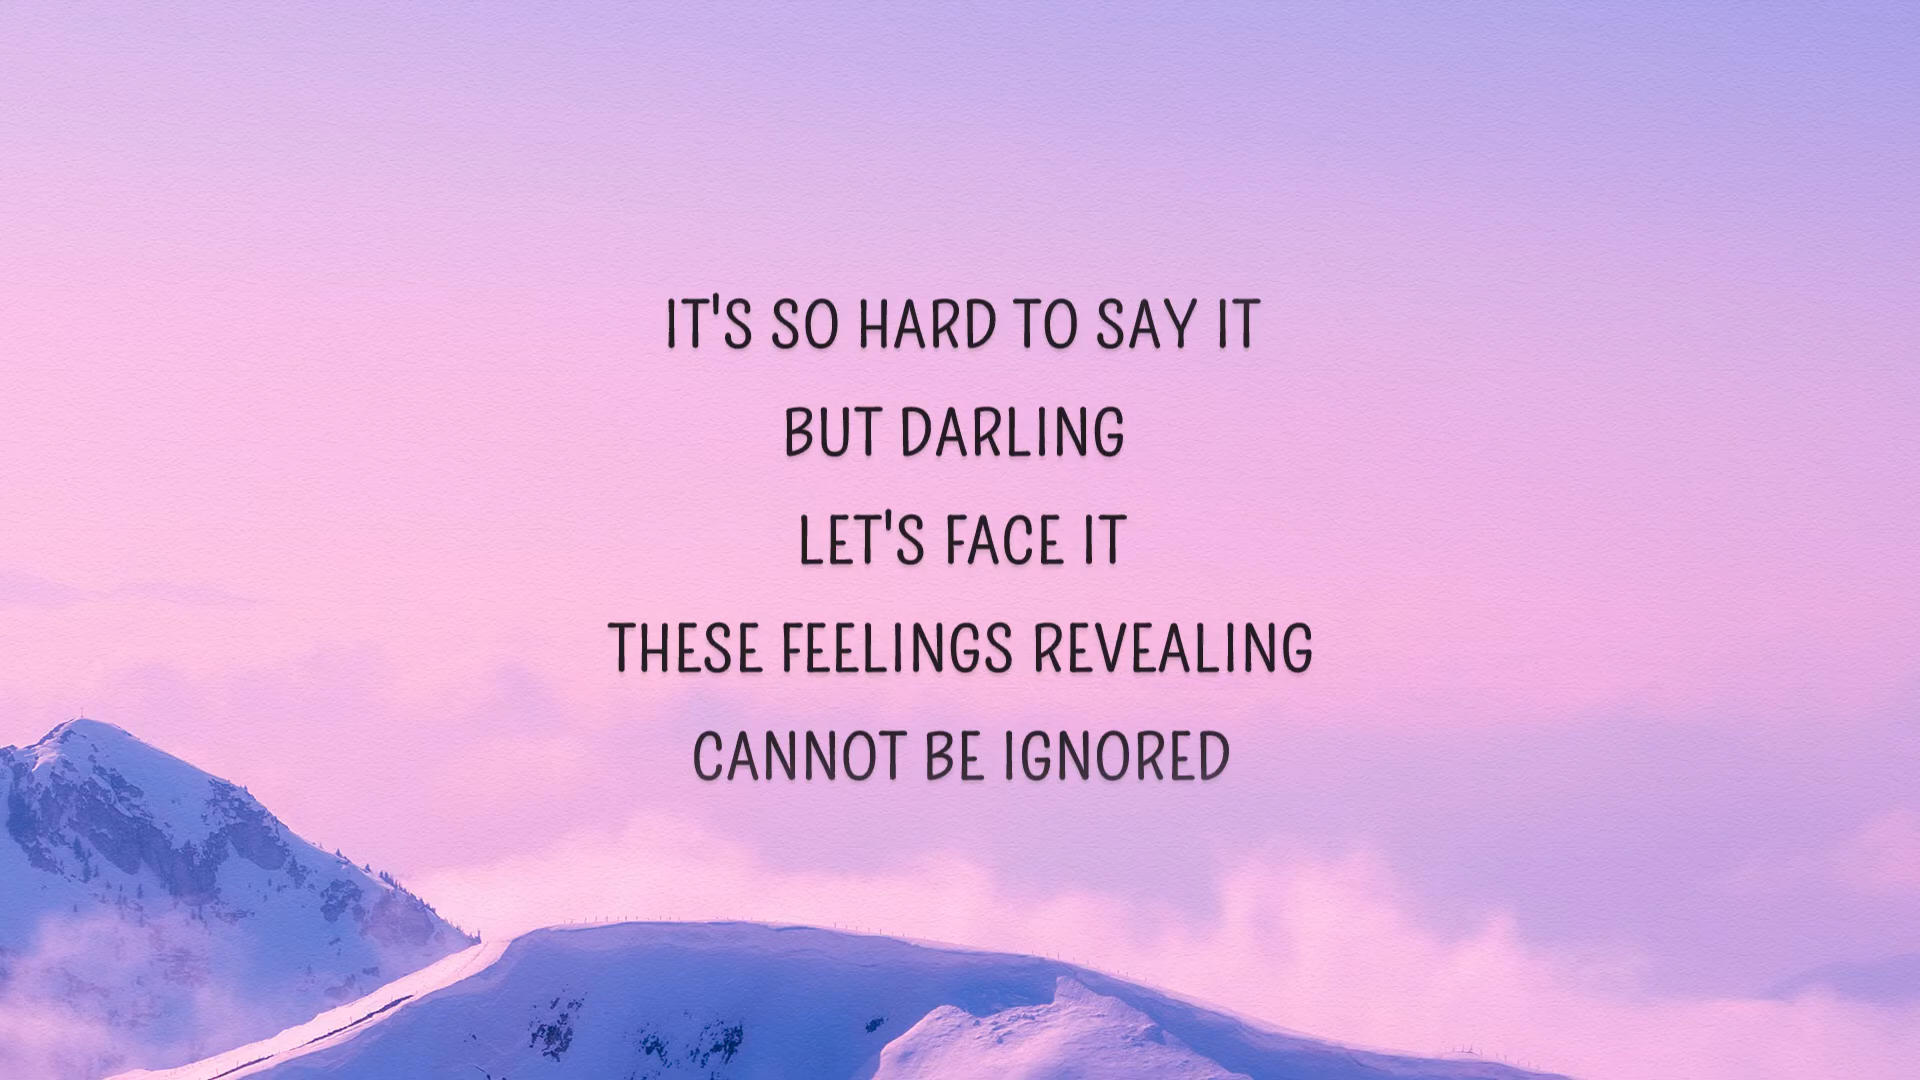 IT'S SO HARD TO SAY IT
BUT DARLING
LET'S FACE IT
THESE FEELINGS REVEALING
CANNOT BE IGNORED